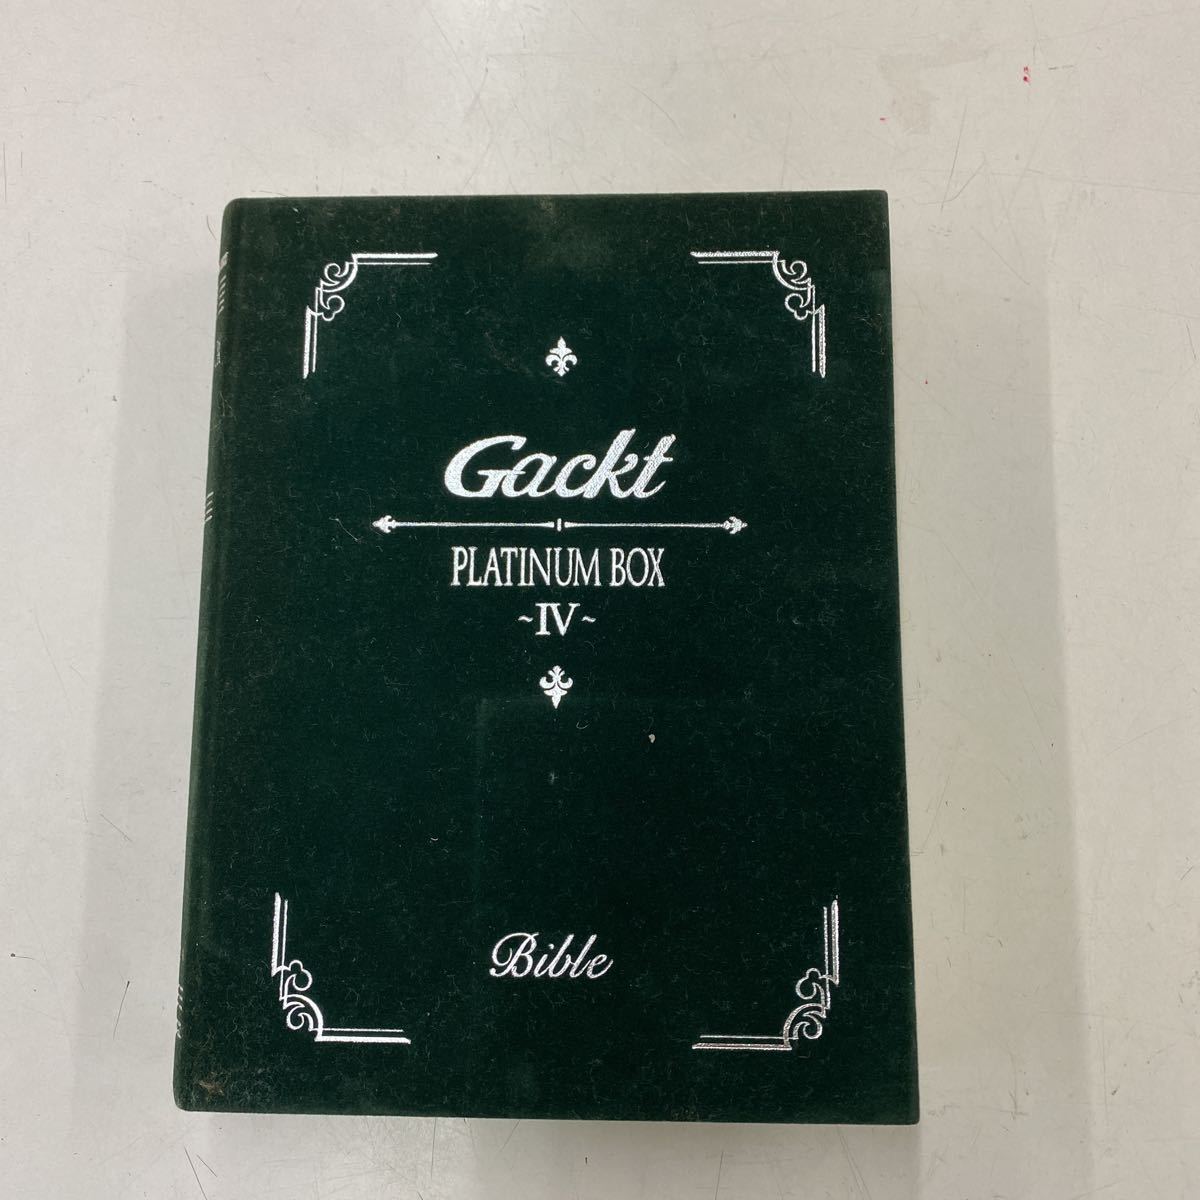 Gackt
PLATINUM BOX
~IV~
Bible